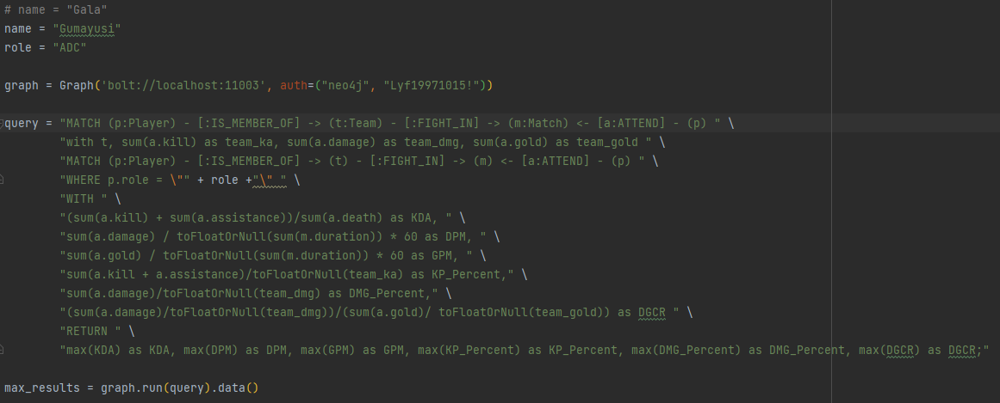 # name = "Gala"
name = "Gumayusi"
role = "ADC"
graph = Graph('bolt://localhost:11003', auth=("neo4j", "Lyf19971015!"))
query = "MATCH (p:Player) - [:IS_MEMBER_OF] -> (t:Team) - [:FIGHT_IN] -> (m:Match) <- [a:ATTEND] - (p) " \
"with t, sum(a.kill) as team_ka, sum(a.damage) as team_dmg, sum(a.gold) as team_gold " \
"MATCH (p:Player) - [:IS_MEMBER_OF] -> (t) - [:FIGHT_IN] -> (m) <- [a:ATTEND] - (p) " \
"WHERE p.role = \"" + role +"\" " \
"WITH " \
"(sum(a.kill) + sum(a.assistance))/sum(a.death) as KDA, " \
"sum(a.damage) / toFloatOrNull(sum(m.duration)) * 60 as DPM, " \
"sum(a.gold) / toFloatOrNull(sum(m.duration)) * 60 as GPM, " \
"sum(a.kill + a.assistance)/toFloatOrNull(team_ka) as KP_Percent," \
"sum(a.damage)/toFloatOrNull(team_dmg) as DMG_Percent," \
"(sum(a.damage)/toFloatOrNull(team_dmg))/(sum(a.gold)/ toFloatOrNull(team_gold)) as DGCR " \
"RETURN " \
"max(KDA) as KDA, max(DPM) as DPM, max(GPM) as GPM, max(KP_Percent) as KP_Percent, max(DMG_Percent) as DMG_Percent, max(DGCR) as DGCR;"
max_results = graph.run(query).data()